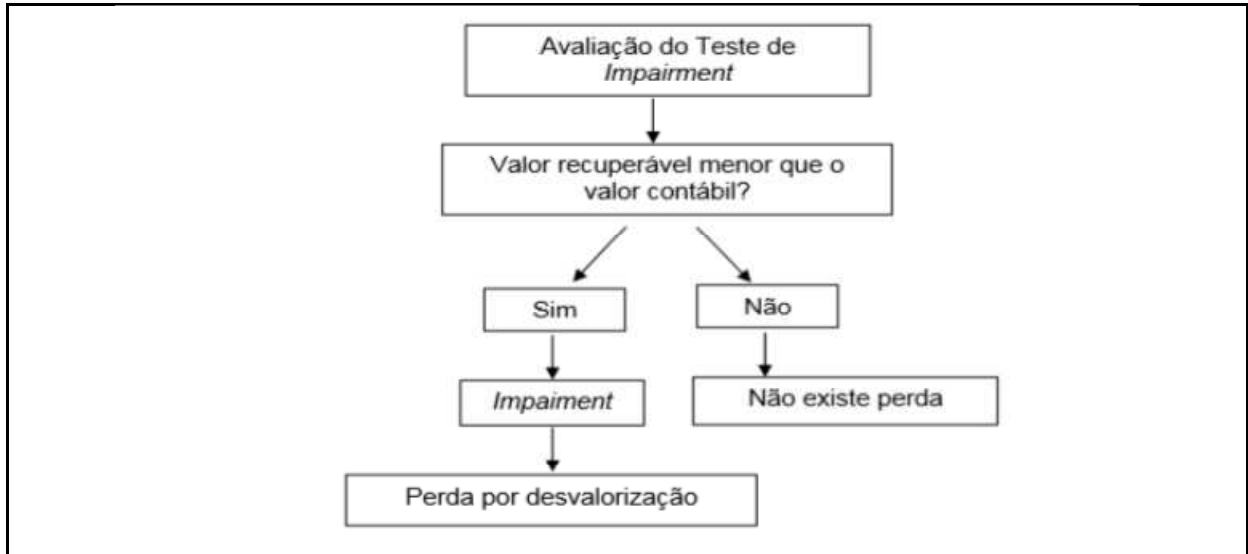 Avaliação do Teste de
Impairment
Valor recuperável menor que o
valor contábil?
Sim
Não
Impaiment
Não existe perda
Perda por desvalorização